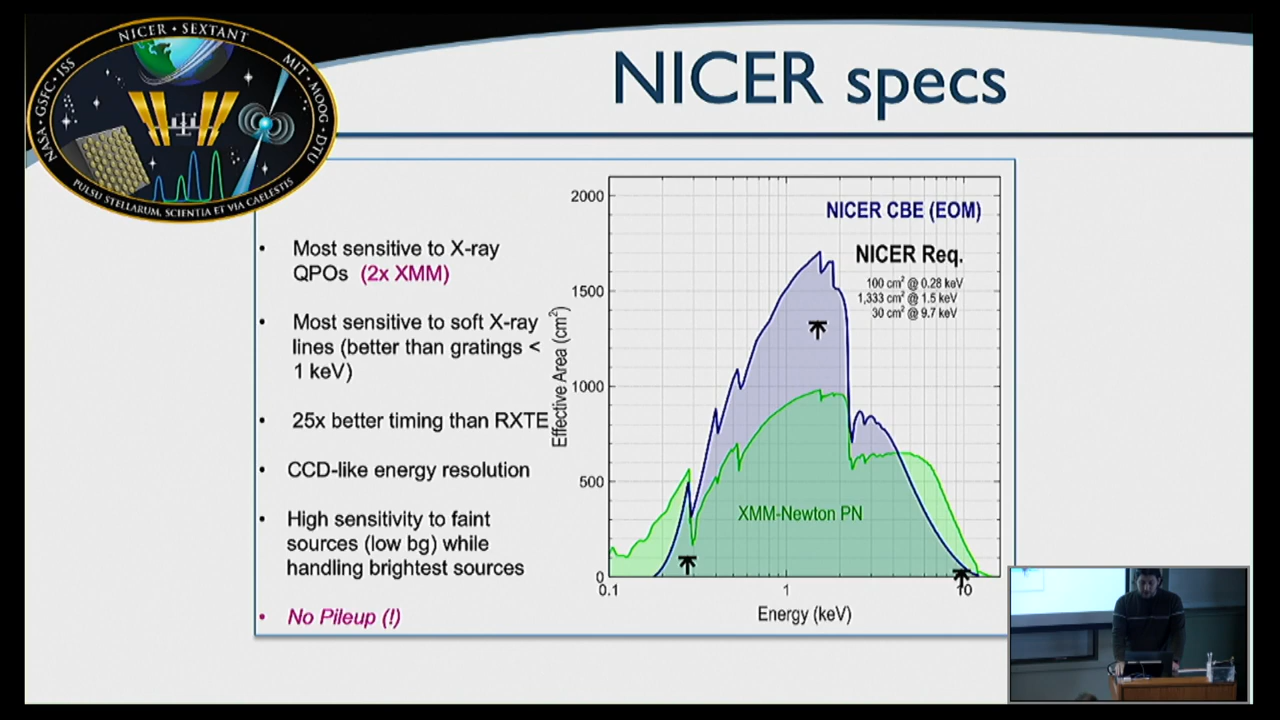 NICER • SEXTANT
NASA • GSFC • ISS
MIT • MOOG • DTU
PULSU STELLARUM, SCIENTIA ET VIA CAELESTIS
NICER specs
• Most sensitive to X-ray
QPOs (2x XMM)
• Most sensitive to soft X-ray
lines (better than gratings <
1 keV)
• 25x better timing than RXTE
• CCD-like energy resolution
• High sensitivity to faint
sources (low bg) while
handling brightest sources
• No Pileup (!)
Effective Area (cm²)
2000
1500
1000
500
0
NICER CBE (EOM)
NICER Req.
100 cm² @ 0.28 keV
1,333 cm² @ 1.5 keV
30 cm² @ 9.7 keV
XMM-Newton PN
0.1 1 10
Energy (keV)